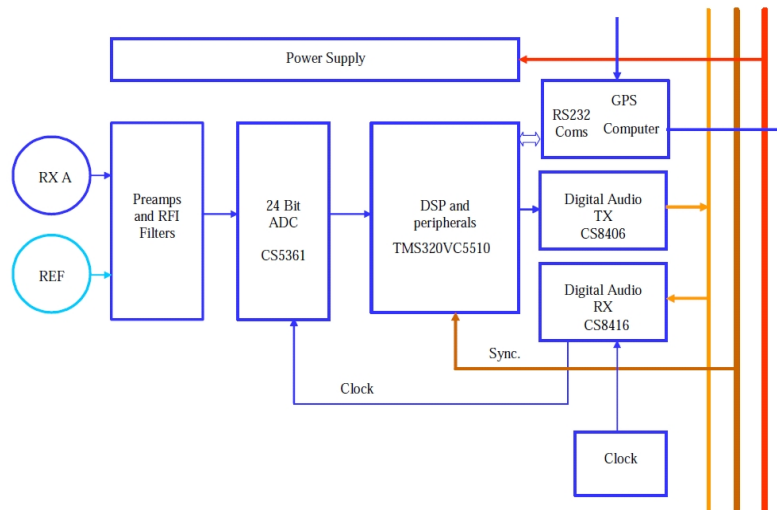 Power Supply
GPS
RS232
Coms
Computer
RX A
Preamps
and RFI
Filters
24 Bit
ADC
CS5361
DSP and
peripherals
TMS320VC5510
Digital Audio
TX
CS8406
REF
Digital Audio
RX
CS8416
Sync.
Clock
Clock